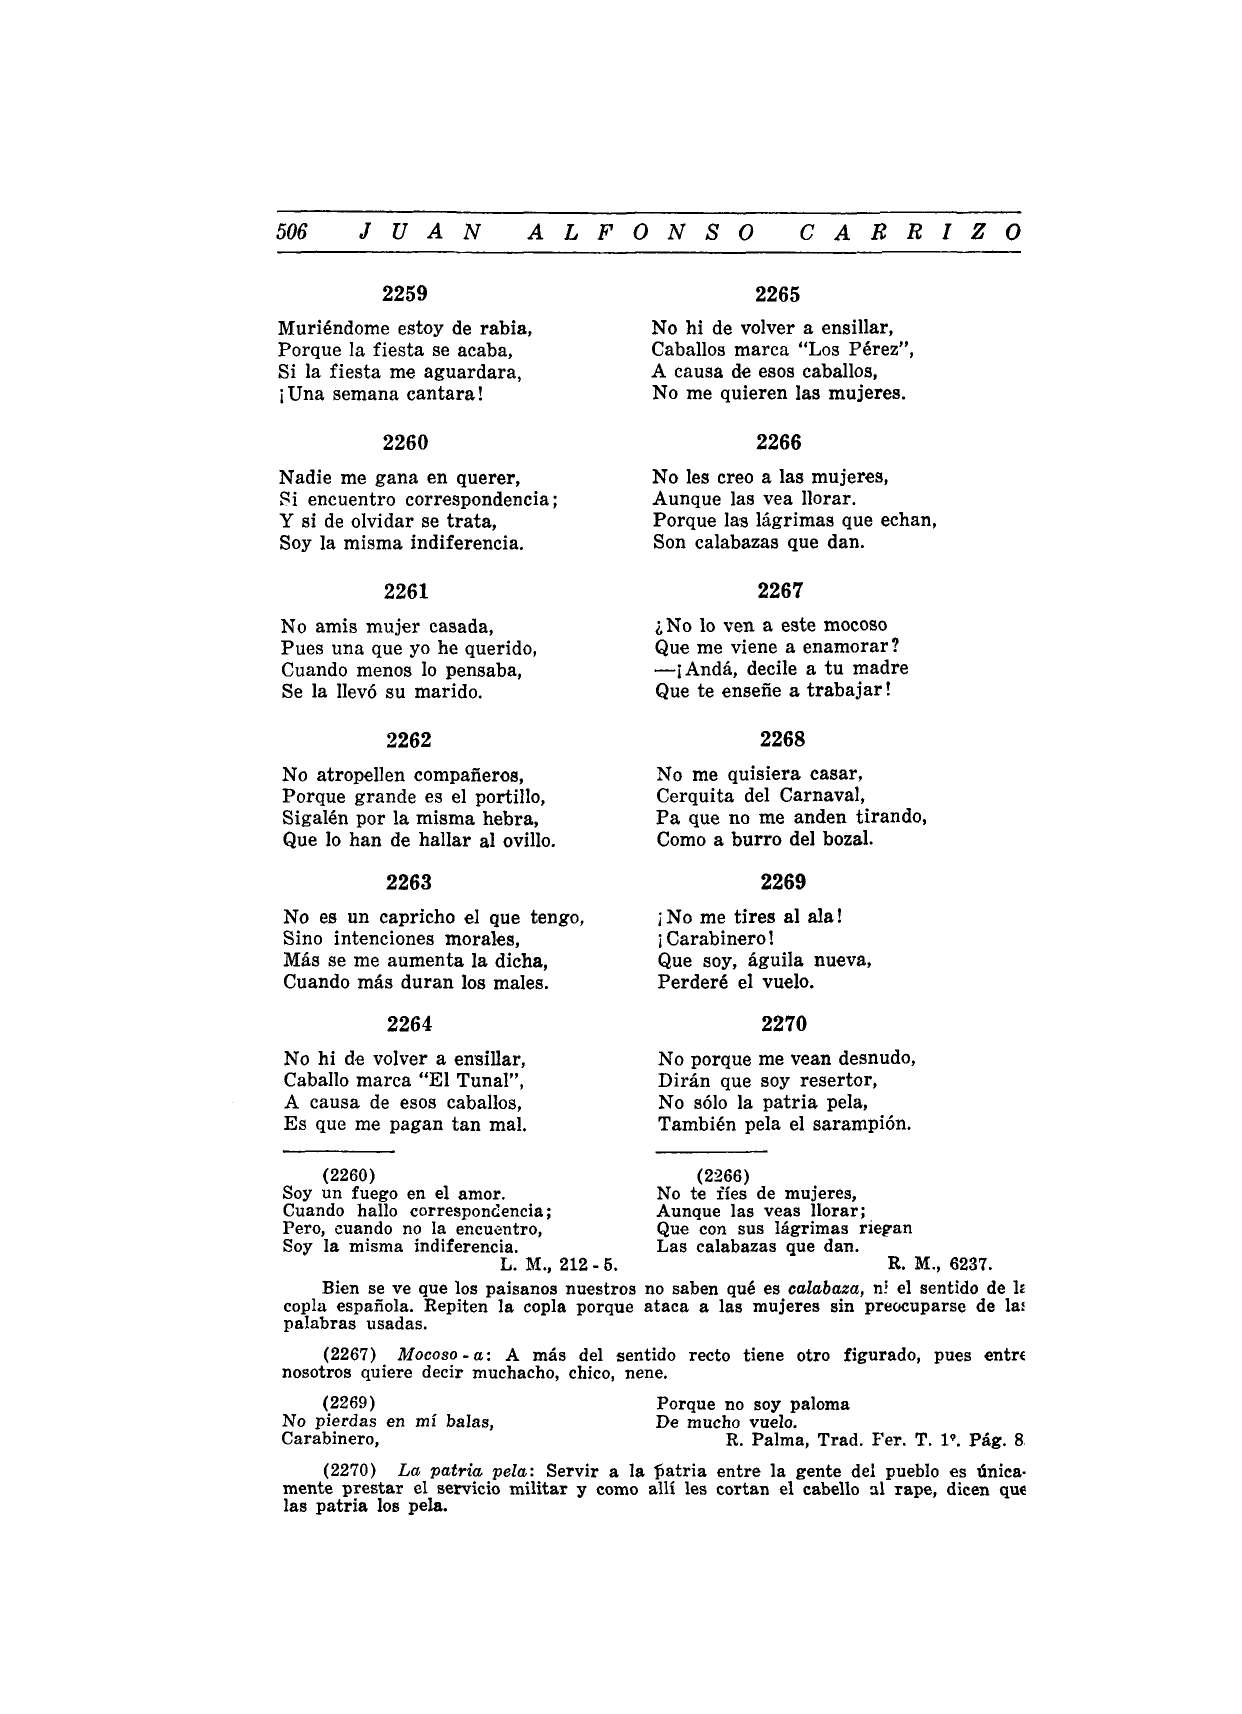 506 JUAN ALFONSO CARRIZO
2259
Muriéndome estoy de rabia,
Porque la fiesta se acaba,
Si la fiesta me aguardara,
¡Una semana cantara!
2260
Nadie me gana en querer,
Si encuentro correspondencia;
Y si de olvidar se trata,
Soy la misma indiferencia.
2261
No amis mujer casada,
Pues una que yo he querido,
Cuando menos lo pensaba,
Se la llevó su marido.
2262
No atropellen compañeros,
Porque grande es el portillo,
Sigalén por la misma hebra,
Que lo han de hallar al ovillo.
2263
No es un capricho el que tengo,
Sino intenciones morales,
Más se me aumenta la dicha,
Cuando más duran los males.
2264
No hi de volver a ensillar,
Caballo marca “El Tunal”,
A causa de esos caballos,
Es que me pagan tan mal.
2265
No hi de volver a ensillar,
Caballos marca “Los Pérez”,
A causa de esos caballos,
No me quieren las mujeres.
2266
No les creo a las mujeres,
Aunque las vea llorar.
Porque las lágrimas que echan,
Son calabazas que dan.
2267
¿No lo ven a este mocoso
Que me viene a enamorar?
—¡Andá, decile a tu madre
Que te enseñe a trabajar!
2268
No me quisiera casar,
Cerquita del Carnaval,
Pa que no me anden tirando,
Como a burro del bozal.
2269
¡No me tires al ala!
¡Carabinero!
Que soy, águila nueva,
Perderé el vuelo.
2270
No porque me vean desnudo,
Dirán que soy resertor,
No sólo la patria pela,
También pela el sarampión.
(2260)
Soy un fuego en el amor.
Cuando hallo correspondencia;
Pero, cuando no la encuentro,
Soy la misma indiferencia.
L. M., 212 - 5.
(2266)
No te fíes de mujeres,
Aunque las veas llorar;
Que con sus lágrimas riegan
Las calabazas que dan.
R. M., 6237.
Bien se ve que los paisanos nuestros no saben qué es calabaza, ni el sentido de la
copla española. Repiten la copla porque ataca a las mujeres sin preocuparse de las
palabras usadas.
(2267) Mocoso - a: A más del sentido recto tiene otro figurado, pues entre
nosotros quiere decir muchacho, chico, nene.
(2269)
No pierdas en mí balas,
Carabinero,
Porque no soy paloma
De mucho vuelo.
R. Palma, Trad. Fer. T. 1º. Pág. 8
(2270) La patria pela: Servir a la patria entre la gente del pueblo es única-
mente prestar el servicio militar y como allí les cortan el cabello al rape, dicen que
las patria los pela.